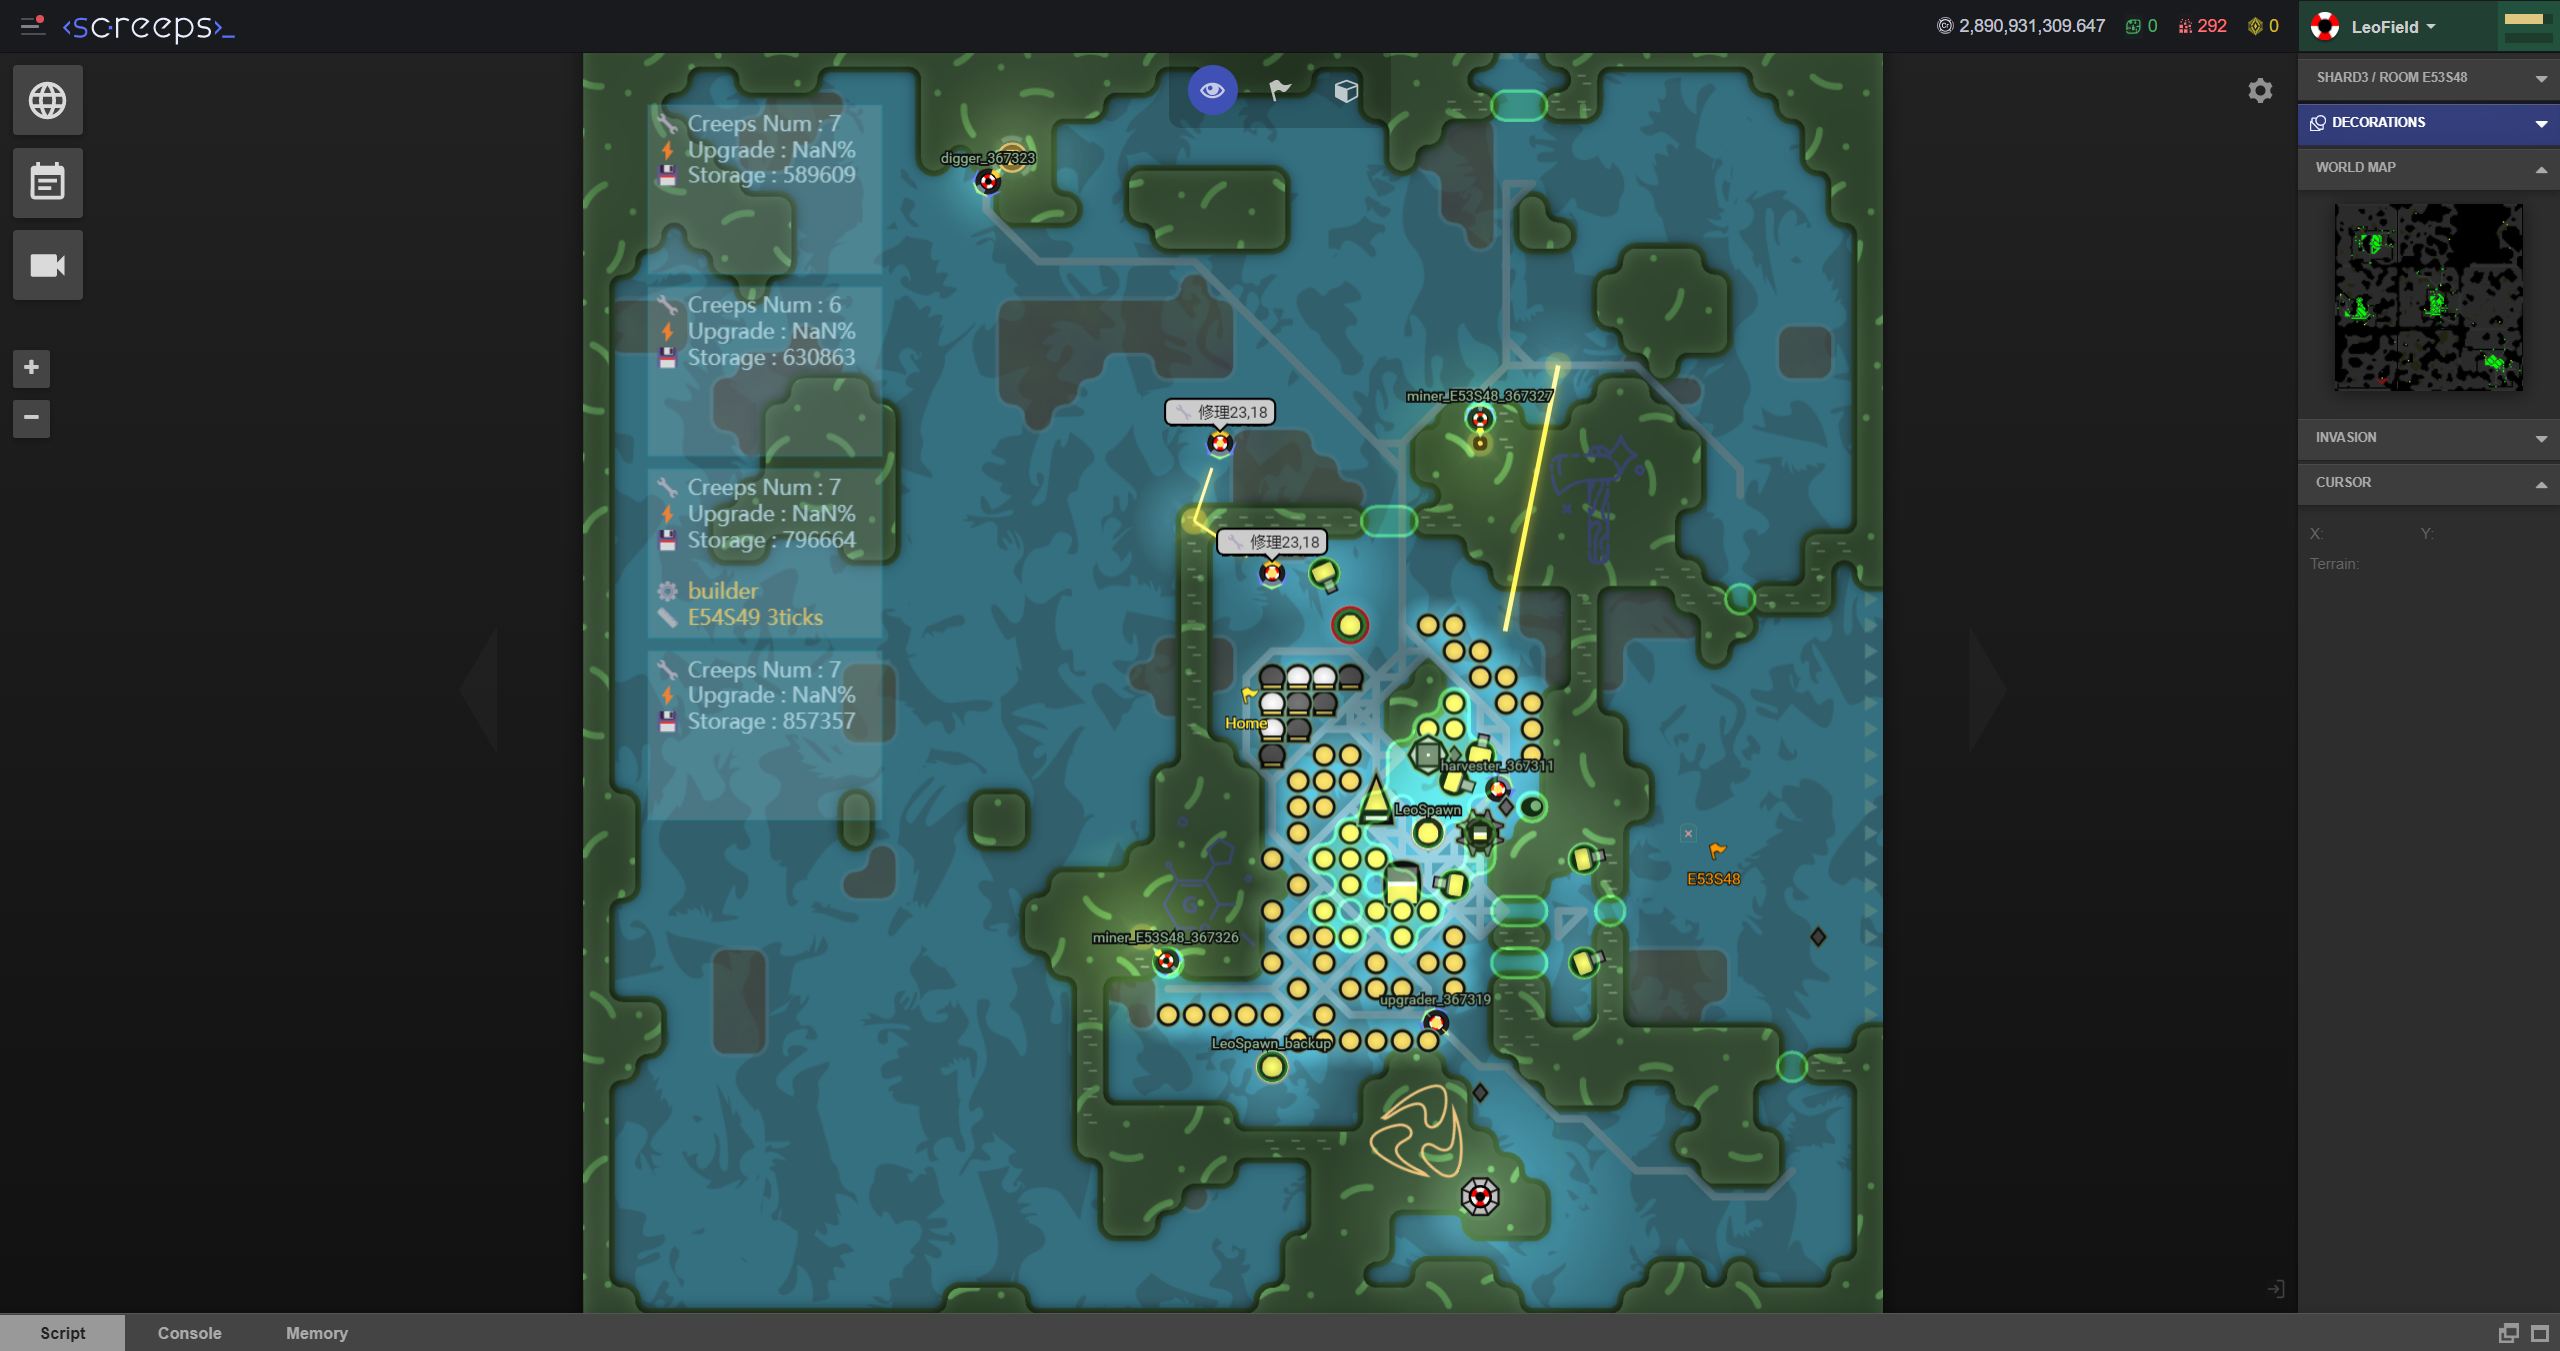 screeps
2,890,931,309.647
0
292
0
LeoField
SHARD3 / ROOM E53S48
DECORATIONS
WORLD MAP
INVASION
CURSOR
X:
Y:
Terrain:
Creeps Num : 7
Upgrade : NaN%
Storage : 589609
Creeps Num : 6
Upgrade : NaN%
Storage : 630863
Creeps Num : 7
Upgrade : NaN%
Storage : 796664
builder
E54S49 3ticks
Creeps Num : 7
Upgrade : NaN%
Storage : 857357
digger_367323
miner_E53S48_367327
修理23,18
修理23,18
Home
harvester_367311
LeoSpawn
E53S48
G
miner_E53S48_367326
upgrader_367319
LeoSpawn_backup
Script
Console
Memory